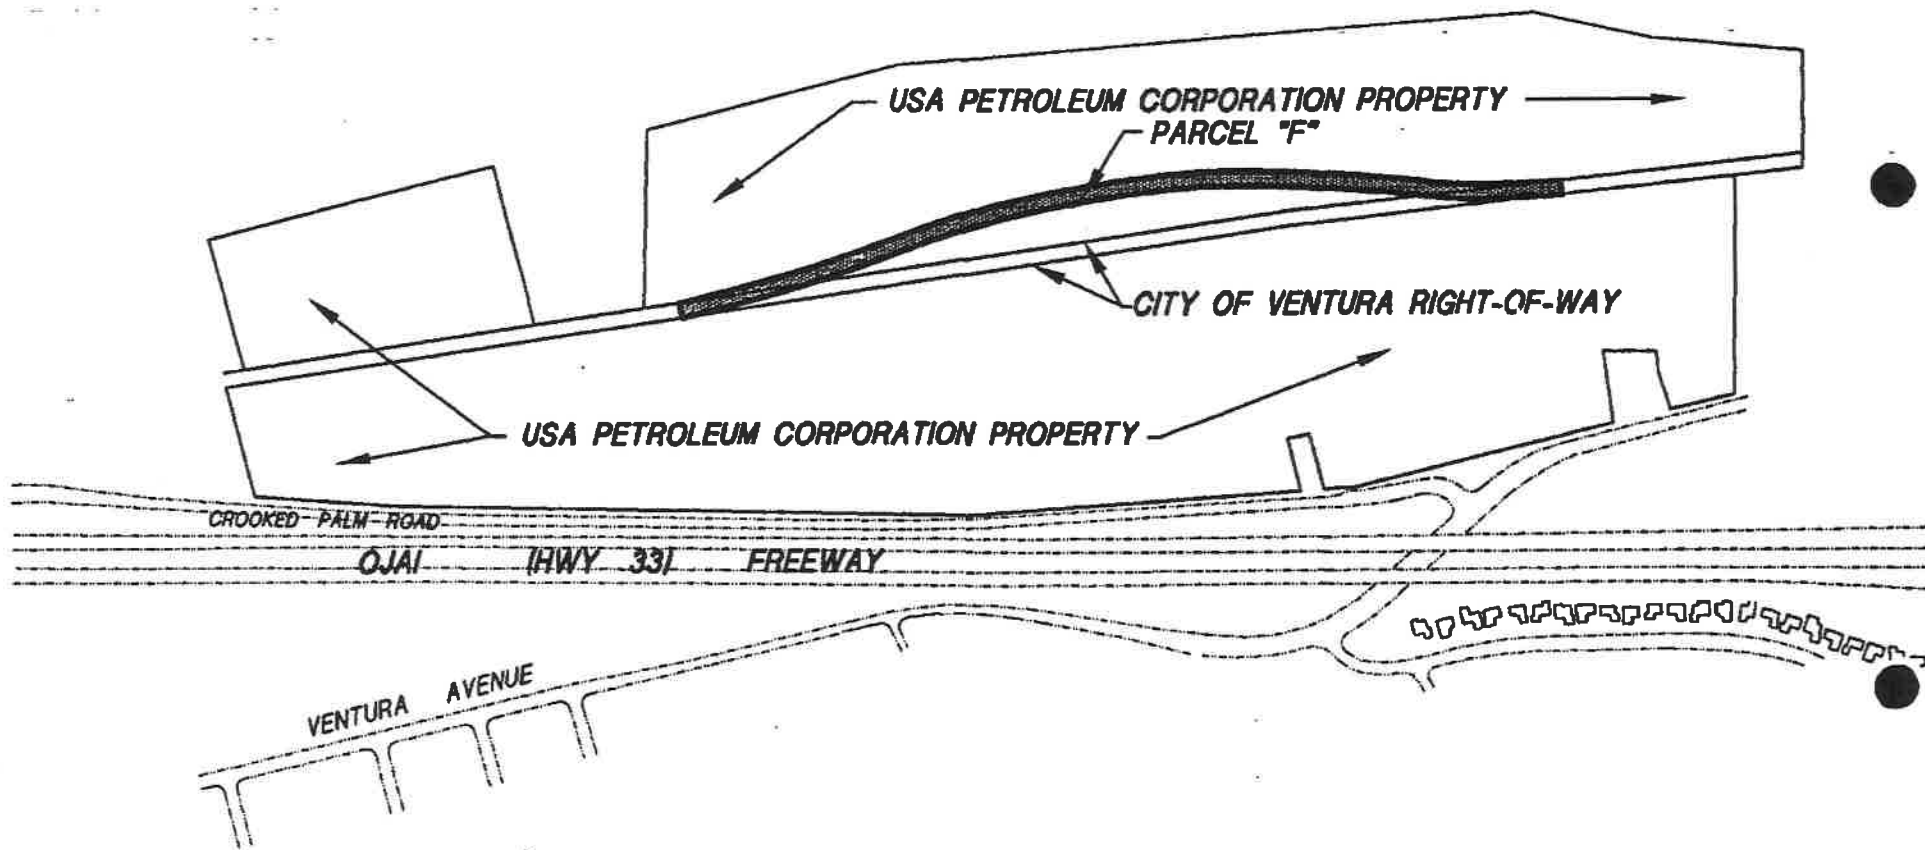 USA PETROLEUM CORPORATION PROPERTY
PARCEL "F"
CITY OF VENTURA RIGHT-OF-WAY
USA PETROLEUM CORPORATION PROPERTY
CROOKED PALM ROAD
OJAI (HWY 33) FREEWAY
VENTURA AVENUE